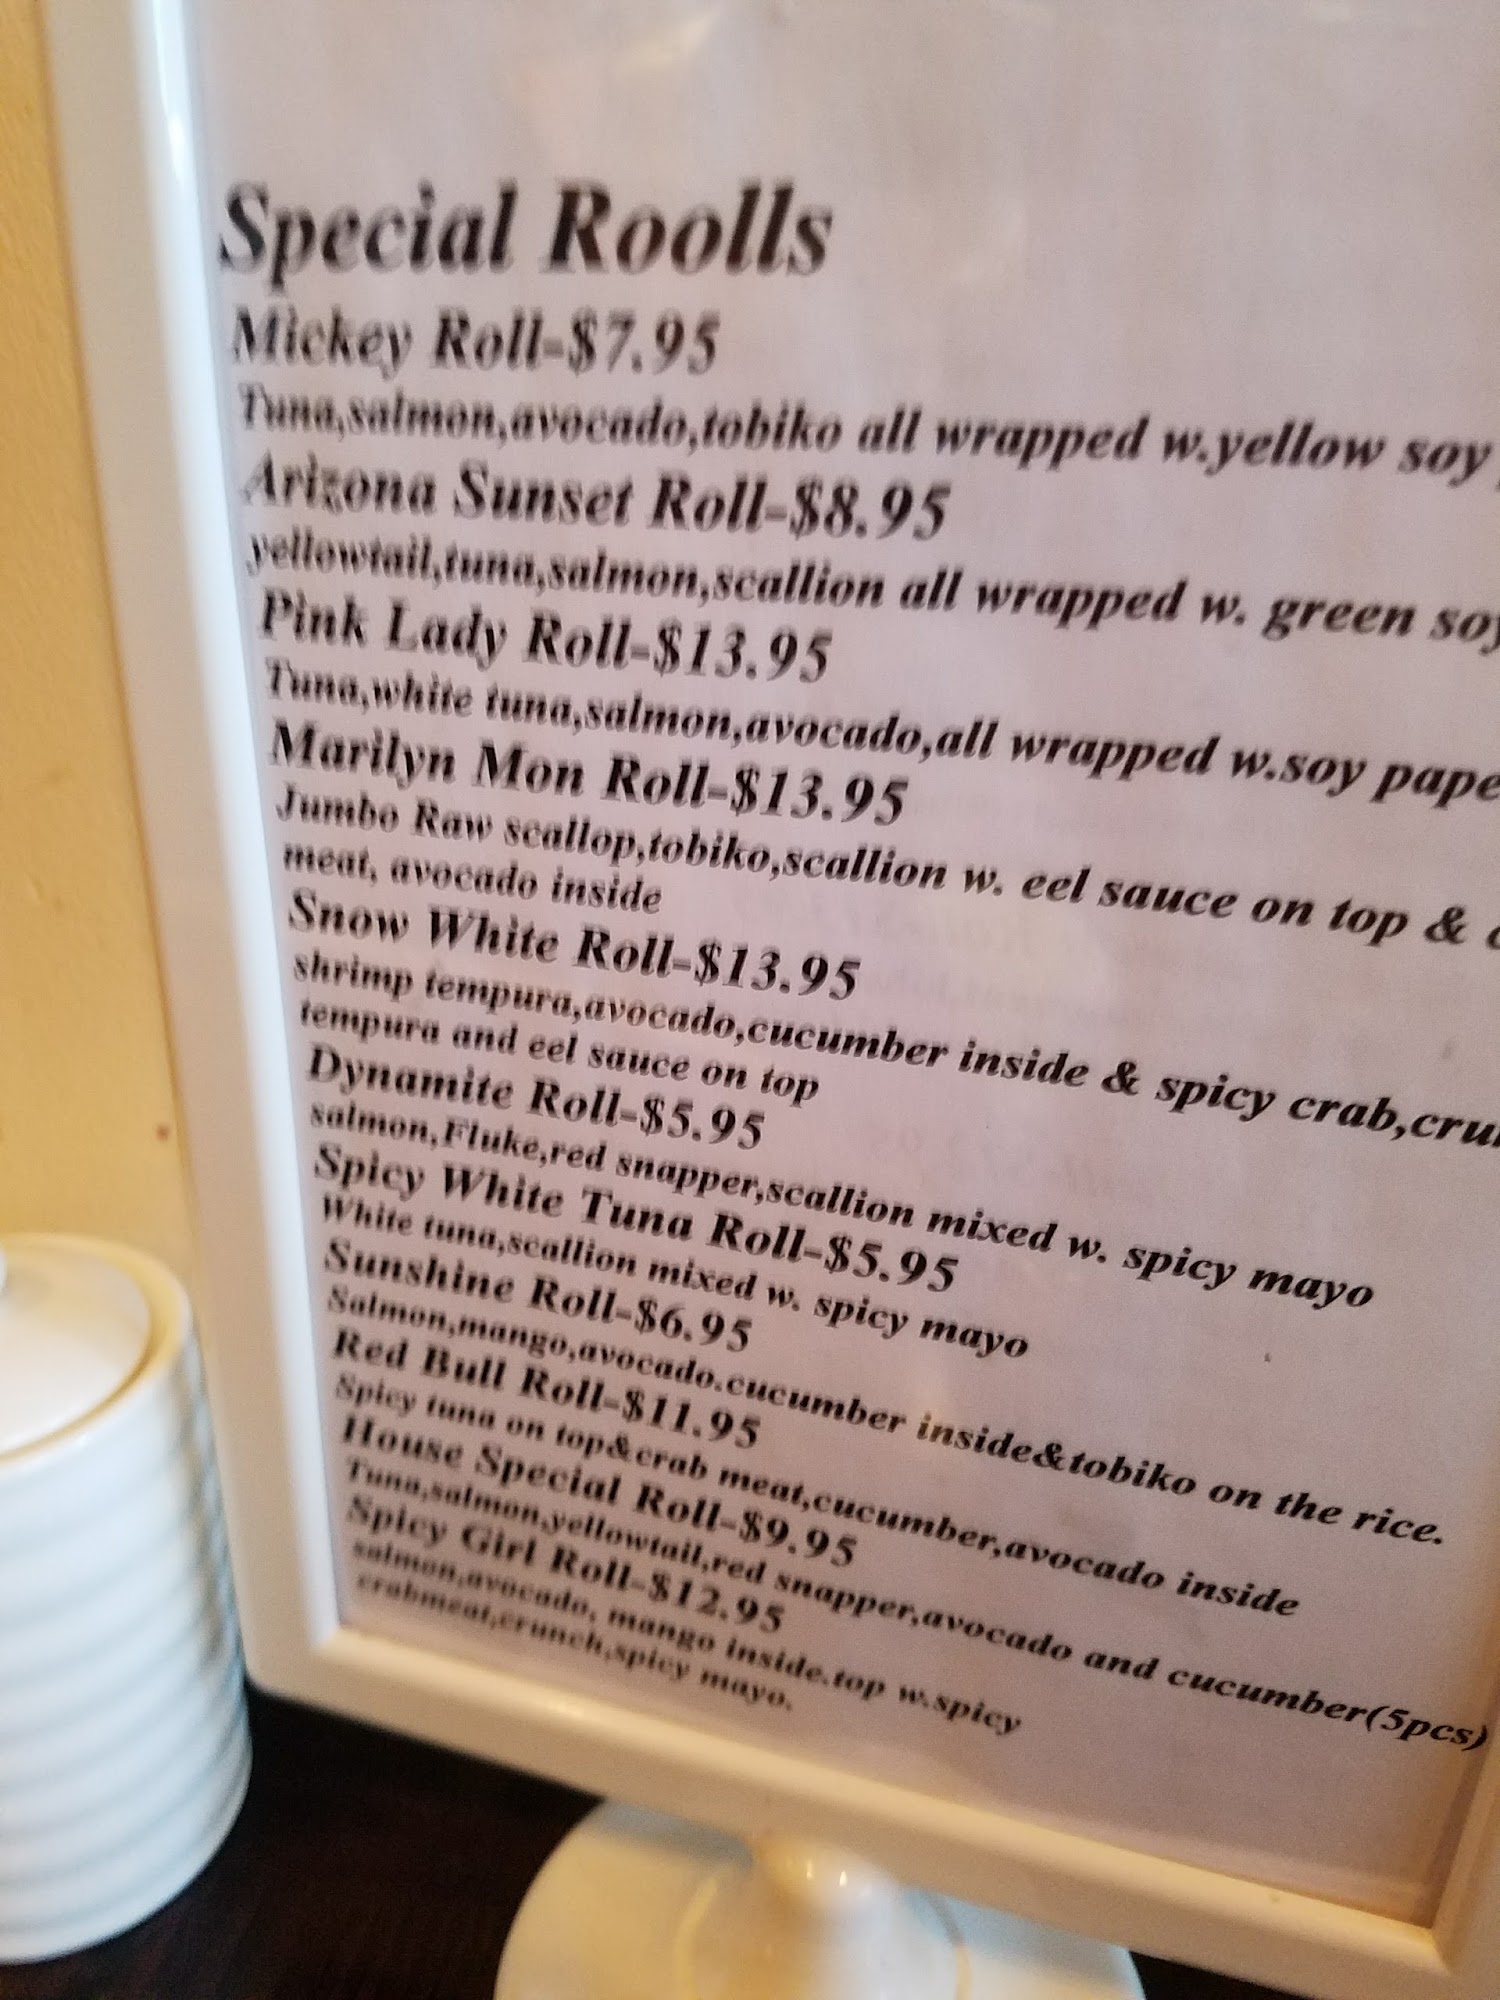 Special Roolls
Mickey Roll-$7.95
Tuna,salmon,avocado,tobiko all wrapped w.yellow soy
Arizona Sunset Roll-$8.95
yellowtail,tuna,salmon,scallion all wrapped w. green soy
Pink Lady Roll-$13.95
Tuna,white tuna,salmon,avocado,all wrapped w.soy pape
Marilyn Mon Roll-$13.95
Jumbo Raw scallop,tobiko,scallion w. eel sauce on top &
meat, avocado inside
Snow White Roll-$13.95
shrimp tempura,avocado,cucumber inside & spicy crab,cru
tempura and eel sauce on top
Dynamite Roll-$5.95
salmon,Fluke,red snapper,scallion mixed w. spicy mayo
Spicy White Tuna Roll-$5.95
White tuna,scallion mixed w. spicy mayo
Sunshine Roll-$6.95
Salmon,mango,avocado.cucumber inside&tobiko on the rice.
Red Bull Roll-$11.95
Spicy tuna on top&crab meat,cucumber,avocado inside
House Special Roll-$9.95
Tuna,salmon,yellowtail,red snapper,avocado and cucumber(5pcs)
Spicy Girl Roll-$12.95
salmon,avocado, mango inside.top w.spicy
crabmeat,crunch,spicy mayo.